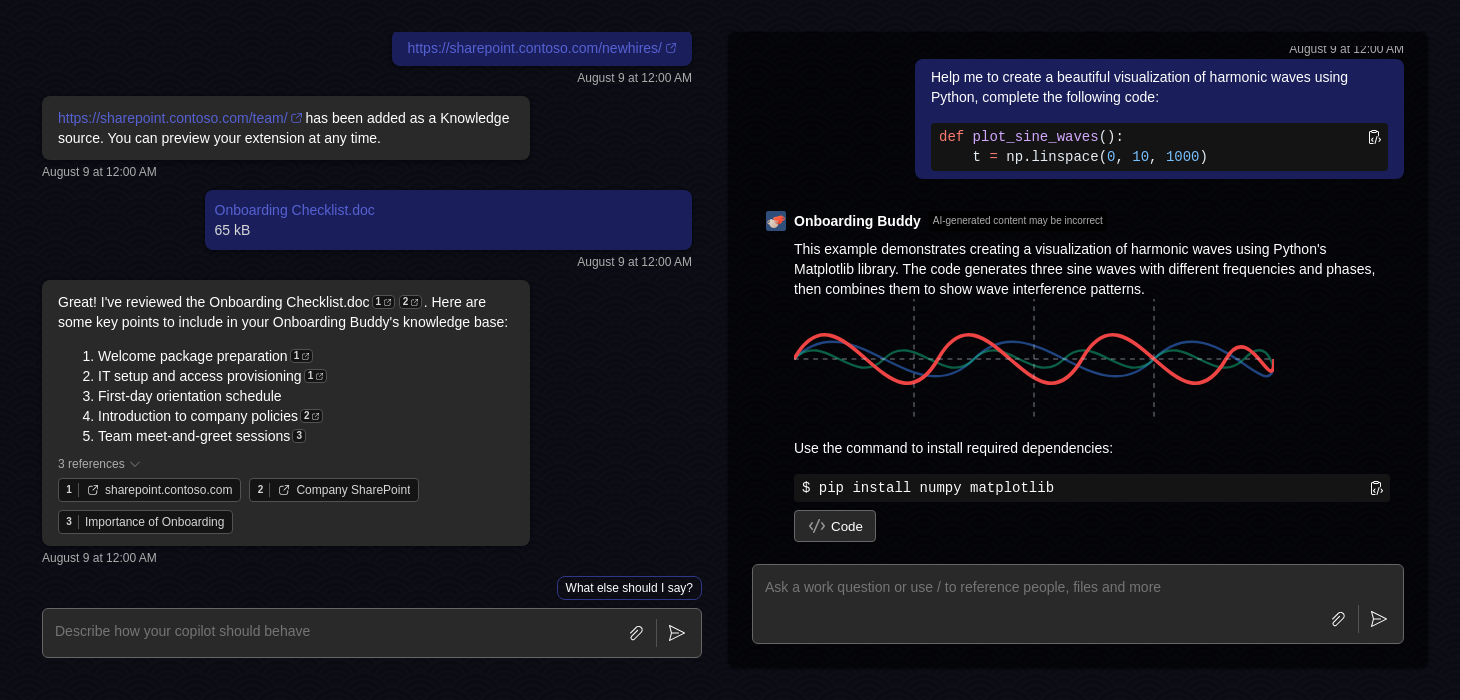 https://sharepoint.contoso.com/newhires/
August 9 at 12:00 AM
https://sharepoint.contoso.com/team/ has been added as a Knowledge
source. You can preview your extension at any time.
August 9 at 12:00 AM
Onboarding Checklist.doc
65 kB
August 9 at 12:00 AM
Great! I've reviewed the Onboarding Checklist.doc 1 2 . Here are
some key points to include in your Onboarding Buddy's knowledge base:
1. Welcome package preparation 1
2. IT setup and access provisioning 1
3. First-day orientation schedule
4. Introduction to company policies 2
5. Team meet-and-greet sessions 3
3 references
1 sharepoint.contoso.com 2 Company SharePoint
3 Importance of Onboarding
August 9 at 12:00 AM
What else should I say?
Describe how your copilot should behave
August 9 at 12:00 AM
Help me to create a beautiful visualization of harmonic waves using
Python, complete the following code:
def plot_sine_waves():
    t = np.linspace(0, 10, 1000)
Onboarding Buddy AI-generated content may be incorrect
This example demonstrates creating a visualization of harmonic waves using Python's
Matplotlib library. The code generates three sine waves with different frequencies and phases,
then combines them to show wave interference patterns.
Use the command to install required dependencies:
$ pip install numpy matplotlib
Code
Ask a work question or use / to reference people, files and more